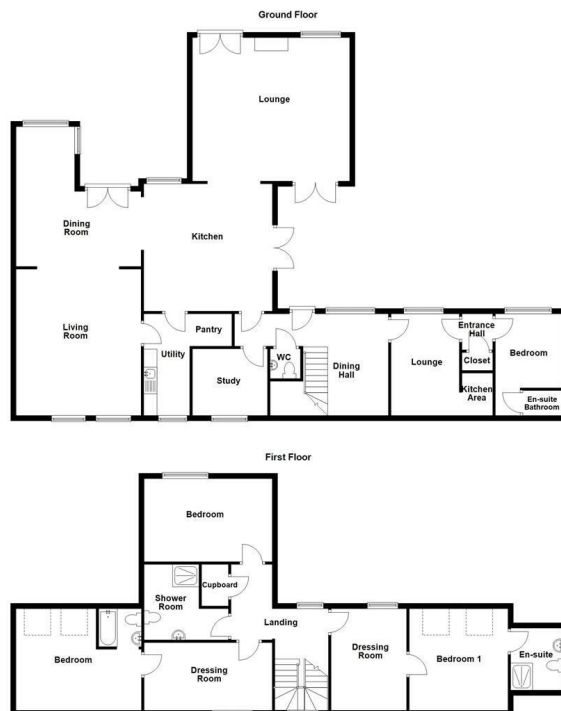 Ground Floor
Lounge
Dining
Room
Kitchen
Living
Room
Pantry
Utility
Study
WC
Dining
Hall
Lounge
Entrance
Hall
Closet
Kitchen
Area
Bedroom
En-suite
Bathroom
First Floor
Bedroom
Cupboard
Shower
Room
Landing
Bedroom
Dressing
Room
Dressing
Room
Bedroom 1
En-suite